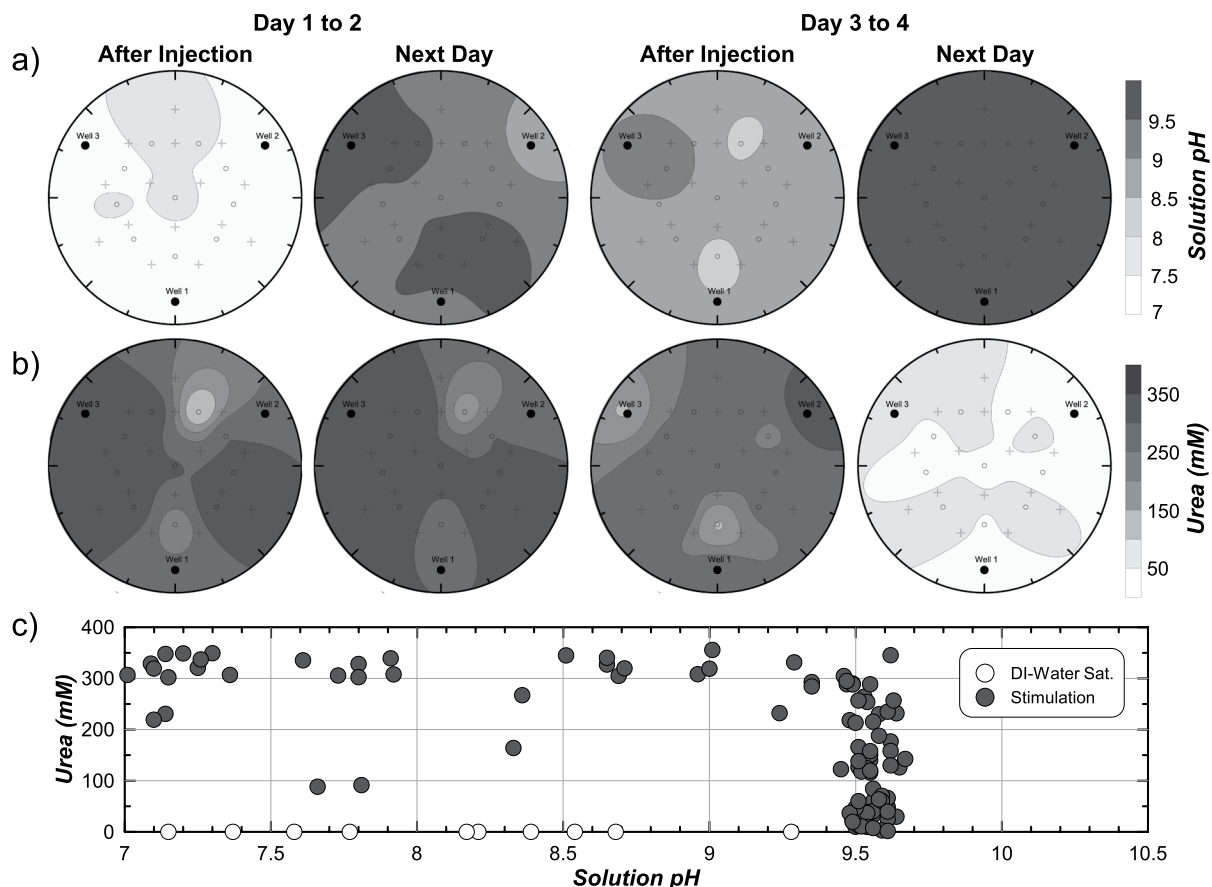 Day 1 to 2
Day 3 to 4
a)
After Injection
Next Day
After Injection
Next Day
Well 3
Well 2
Well 1
Well 3
Well 2
Well 1
Well 3
Well 2
Well 1
Well 3
Well 2
Well 1
9.5
9
8.5
8
7.5
7
Solution pH
b)
Well 3
Well 2
Well 1
Well 3
Well 2
Well 1
Well 3
Well 2
Well 1
Well 3
Well 2
Well 1
350
250
150
50
Urea (mM)
c)
400
300
200
100
0
Urea (mM)
DI-Water Sat.
Stimulation
7
7.5
8
8.5
9
9.5
10
10.5
Solution pH